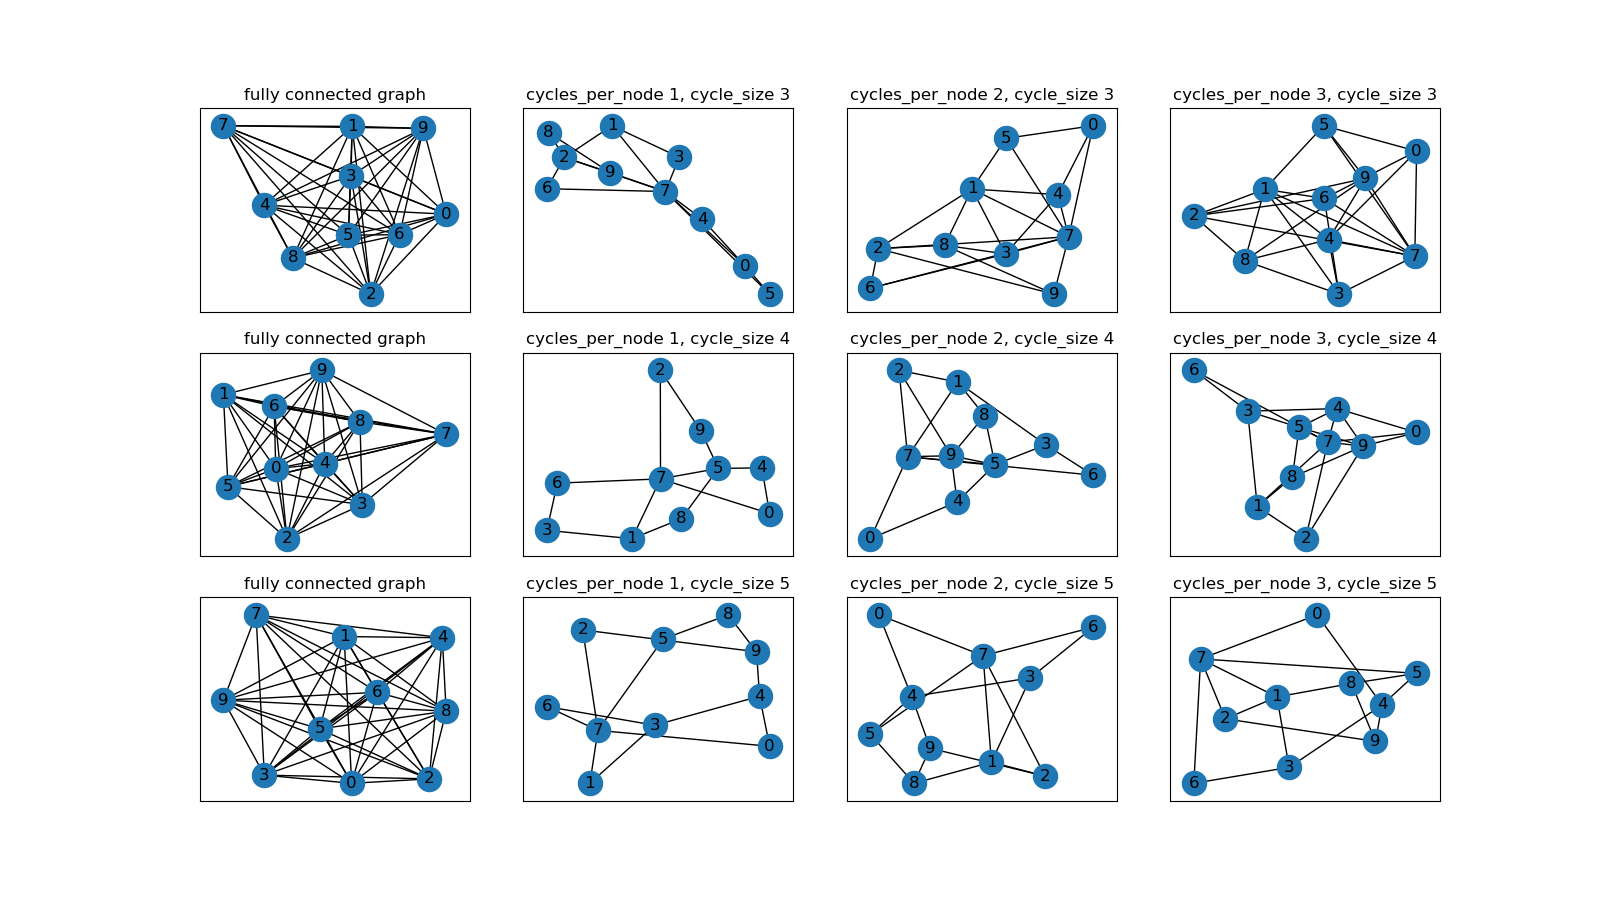 fully connected graph
cycles_per_node 1, cycle_size 3
cycles_per_node 2, cycle_size 3
cycles_per_node 3, cycle_size 3
7 1 9 3 4 0 5 6 8 2
8 1 2 3 9 6 7 4 0 5
0 5 1 4 7 8 2 3 6 9
5 0 9 1 6 2 4 7 8 3
fully connected graph
cycles_per_node 1, cycle_size 4
cycles_per_node 2, cycle_size 4
cycles_per_node 3, cycle_size 4
9 1 6 8 7 4 0 5 3 2
2 9 5 4 7 6 0 8 3 1
2 1 8 3 9 7 5 6 4 0
6 4 3 5 0 7 9 8 1 2
fully connected graph
cycles_per_node 1, cycle_size 5
cycles_per_node 2, cycle_size 5
cycles_per_node 3, cycle_size 5
7 1 4 6 9 8 5 3 2 0
8 2 5 9 4 6 3 7 0 1
0 6 7 3 4 5 9 1 2 8
0 7 5 8 1 4 2 9 3 6